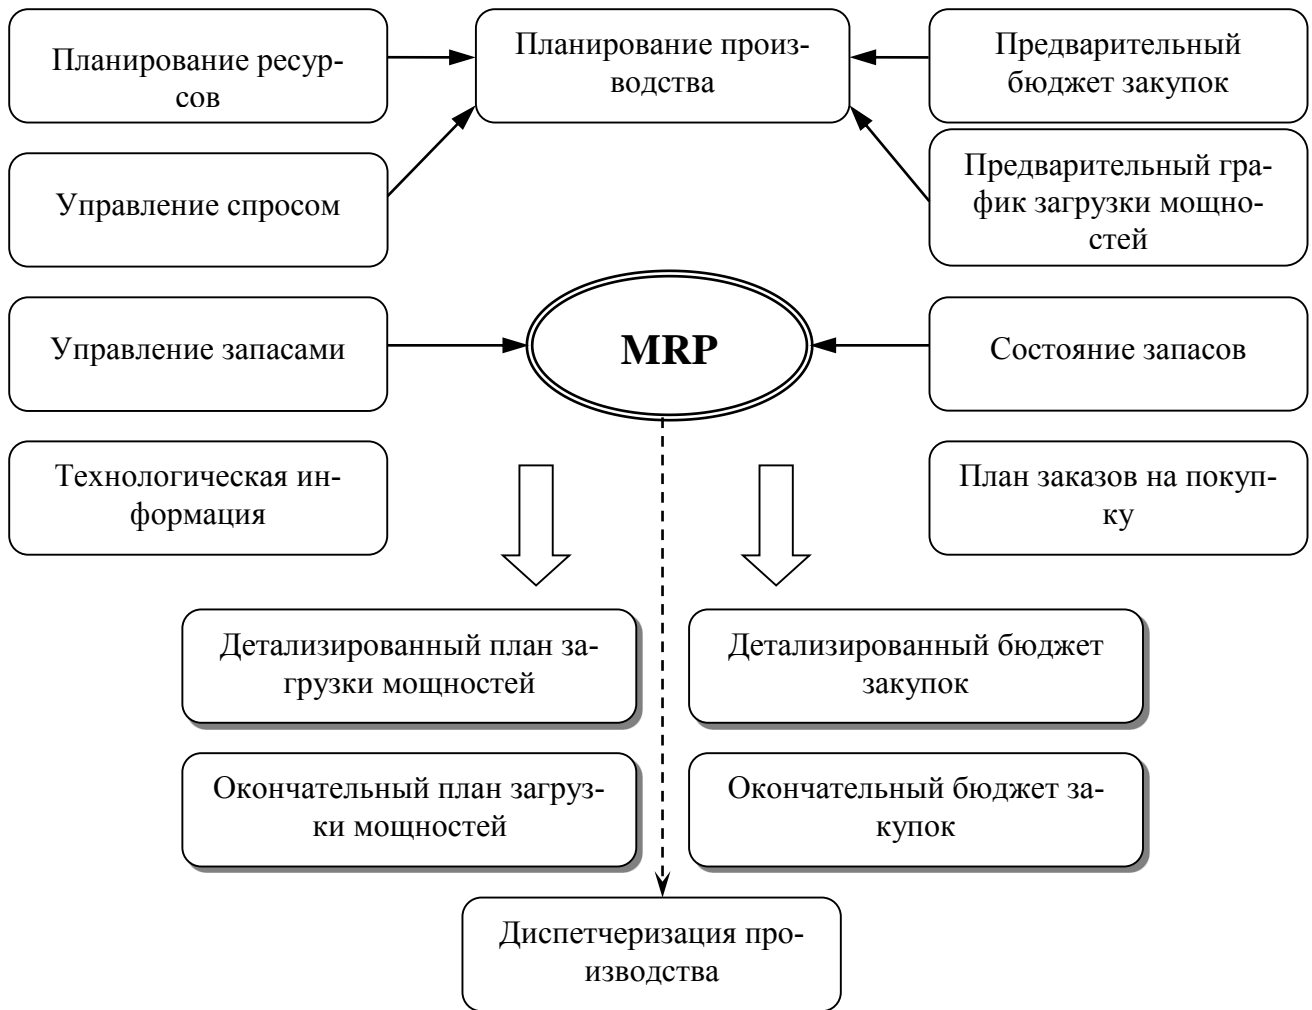 Планирование ресур-
сов
Планирование произ-
водства
Предварительный
бюджет закупок
Управление спросом
Предварительный гра-
фик загрузки мощно-
стей
Управление запасами
MRP
Состояние запасов
Технологическая ин-
формация
План заказов на покуп-
ку
Детализированный план за-
грузки мощностей
Детализированный бюджет
закупок
Окончательный план загруз-
ки мощностей
Окончательный бюджет за-
купок
Диспетчеризация про-
изводства